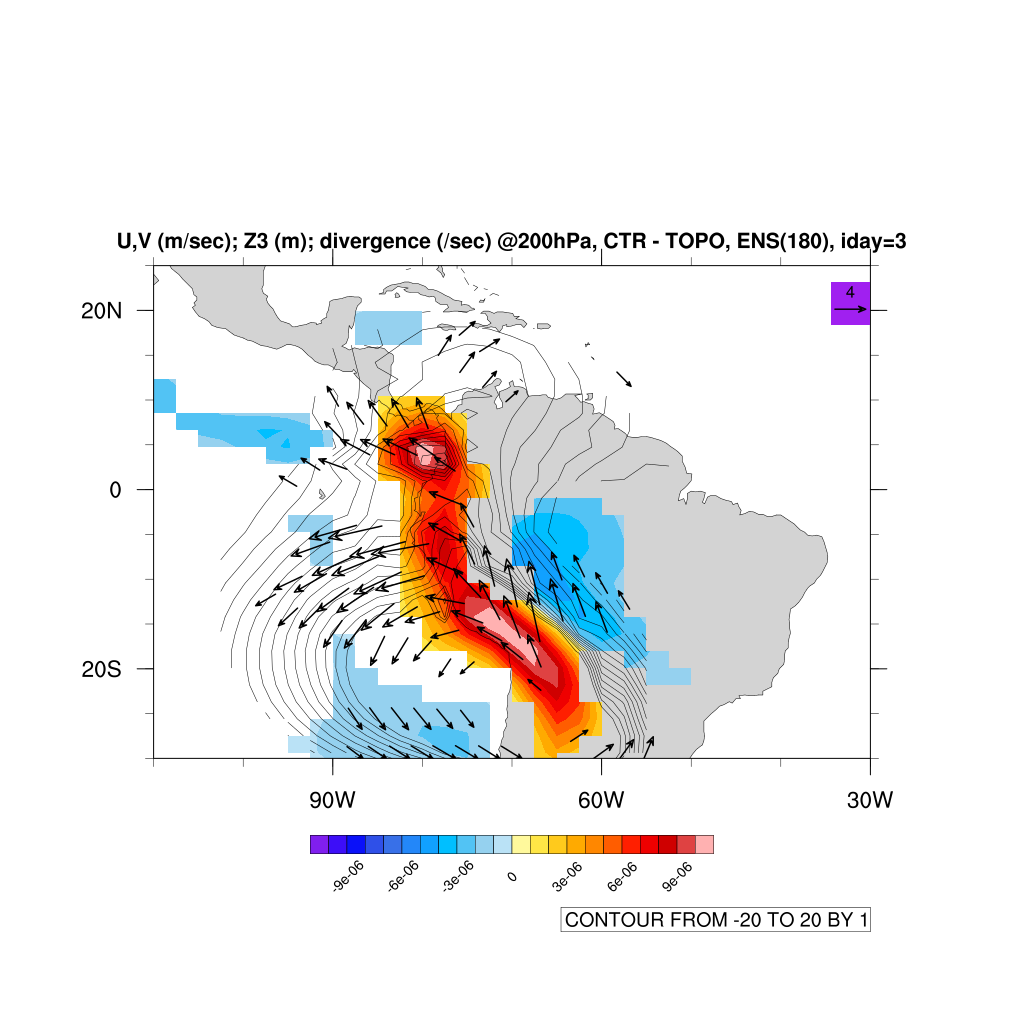 U,V (m/sec); Z3 (m); divergence (/sec) @200hPa, CTR - TOPO, ENS(180), iday=3
4
20N
0
20S
90W 60W 30W
-9e-06 -6e-06 -3e-06 0 3e-06 6e-06 9e-06
CONTOUR FROM -20 TO 20 BY 1